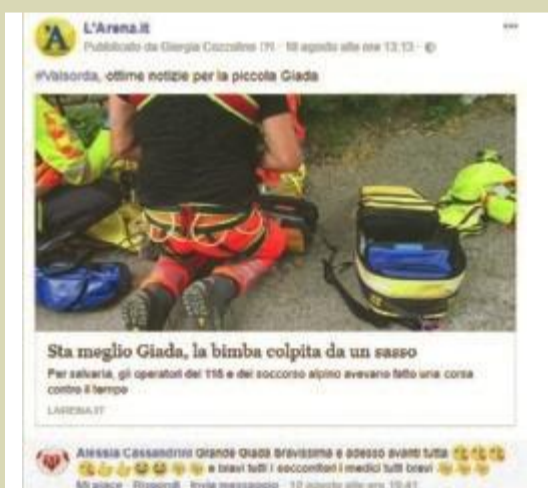 L'Arena.it
Pubblicato da Giorgia Cozzolino · 18 agosto alle ore 13:13 ·
#Valsorda, ottime notizie per la piccola Giada
Sta meglio Giada, la bimba colpita da un sasso
Per salvarla, gli operatori del 118 e del soccorso alpino avevano fatto una corsa
contro il tempo
LARENA.IT
Alessia Cassandrini Grande Giada bravissima e adesso avanti tutta
e bravi tutti i soccorritori i medici tutti bravi
Mi piace · Rispondi · Invia messaggio · agosto alle ore 19:41